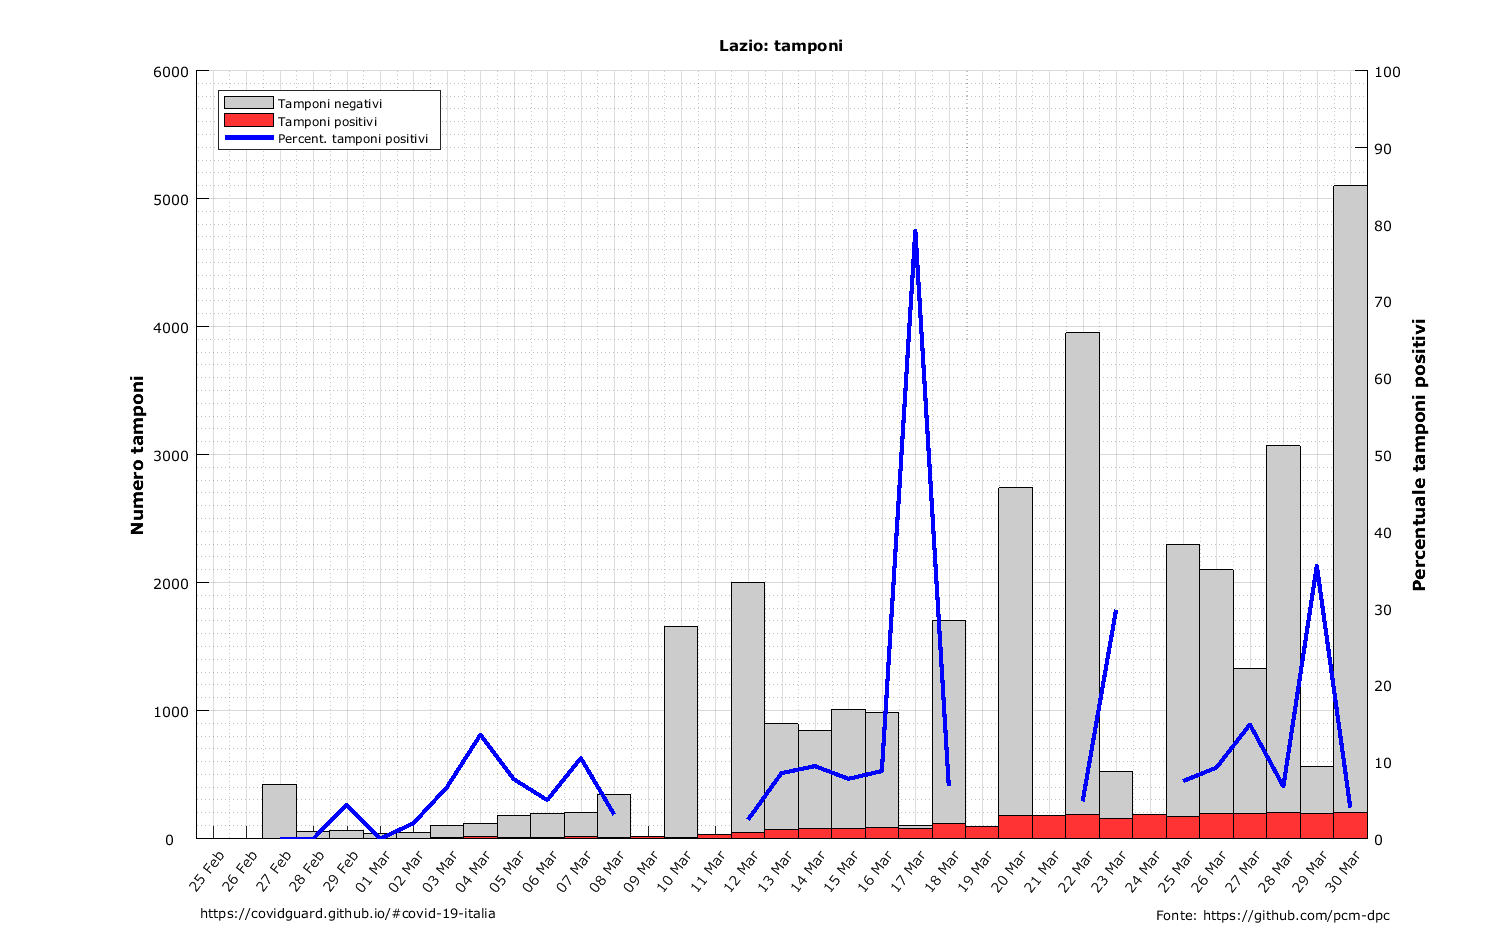 Lazio: tamponi
6000
5000
4000
3000
2000
1000
0
100
90
80
70
60
50
40
30
20
10
0
Tamponi negativi
Tamponi positivi
Percent. tamponi positivi
Numero tamponi
Percentuale tamponi positivi
25 Feb
26 Feb
27 Feb
28 Feb
29 Feb
01 Mar
02 Mar
03 Mar
04 Mar
05 Mar
06 Mar
07 Mar
08 Mar
09 Mar
10 Mar
11 Mar
12 Mar
13 Mar
14 Mar
15 Mar
16 Mar
17 Mar
18 Mar
19 Mar
20 Mar
21 Mar
22 Mar
23 Mar
24 Mar
25 Mar
26 Mar
27 Mar
28 Mar
29 Mar
30 Mar
https://covidguard.github.io/#covid-19-italia
Fonte: https://github.com/pcm-dpc